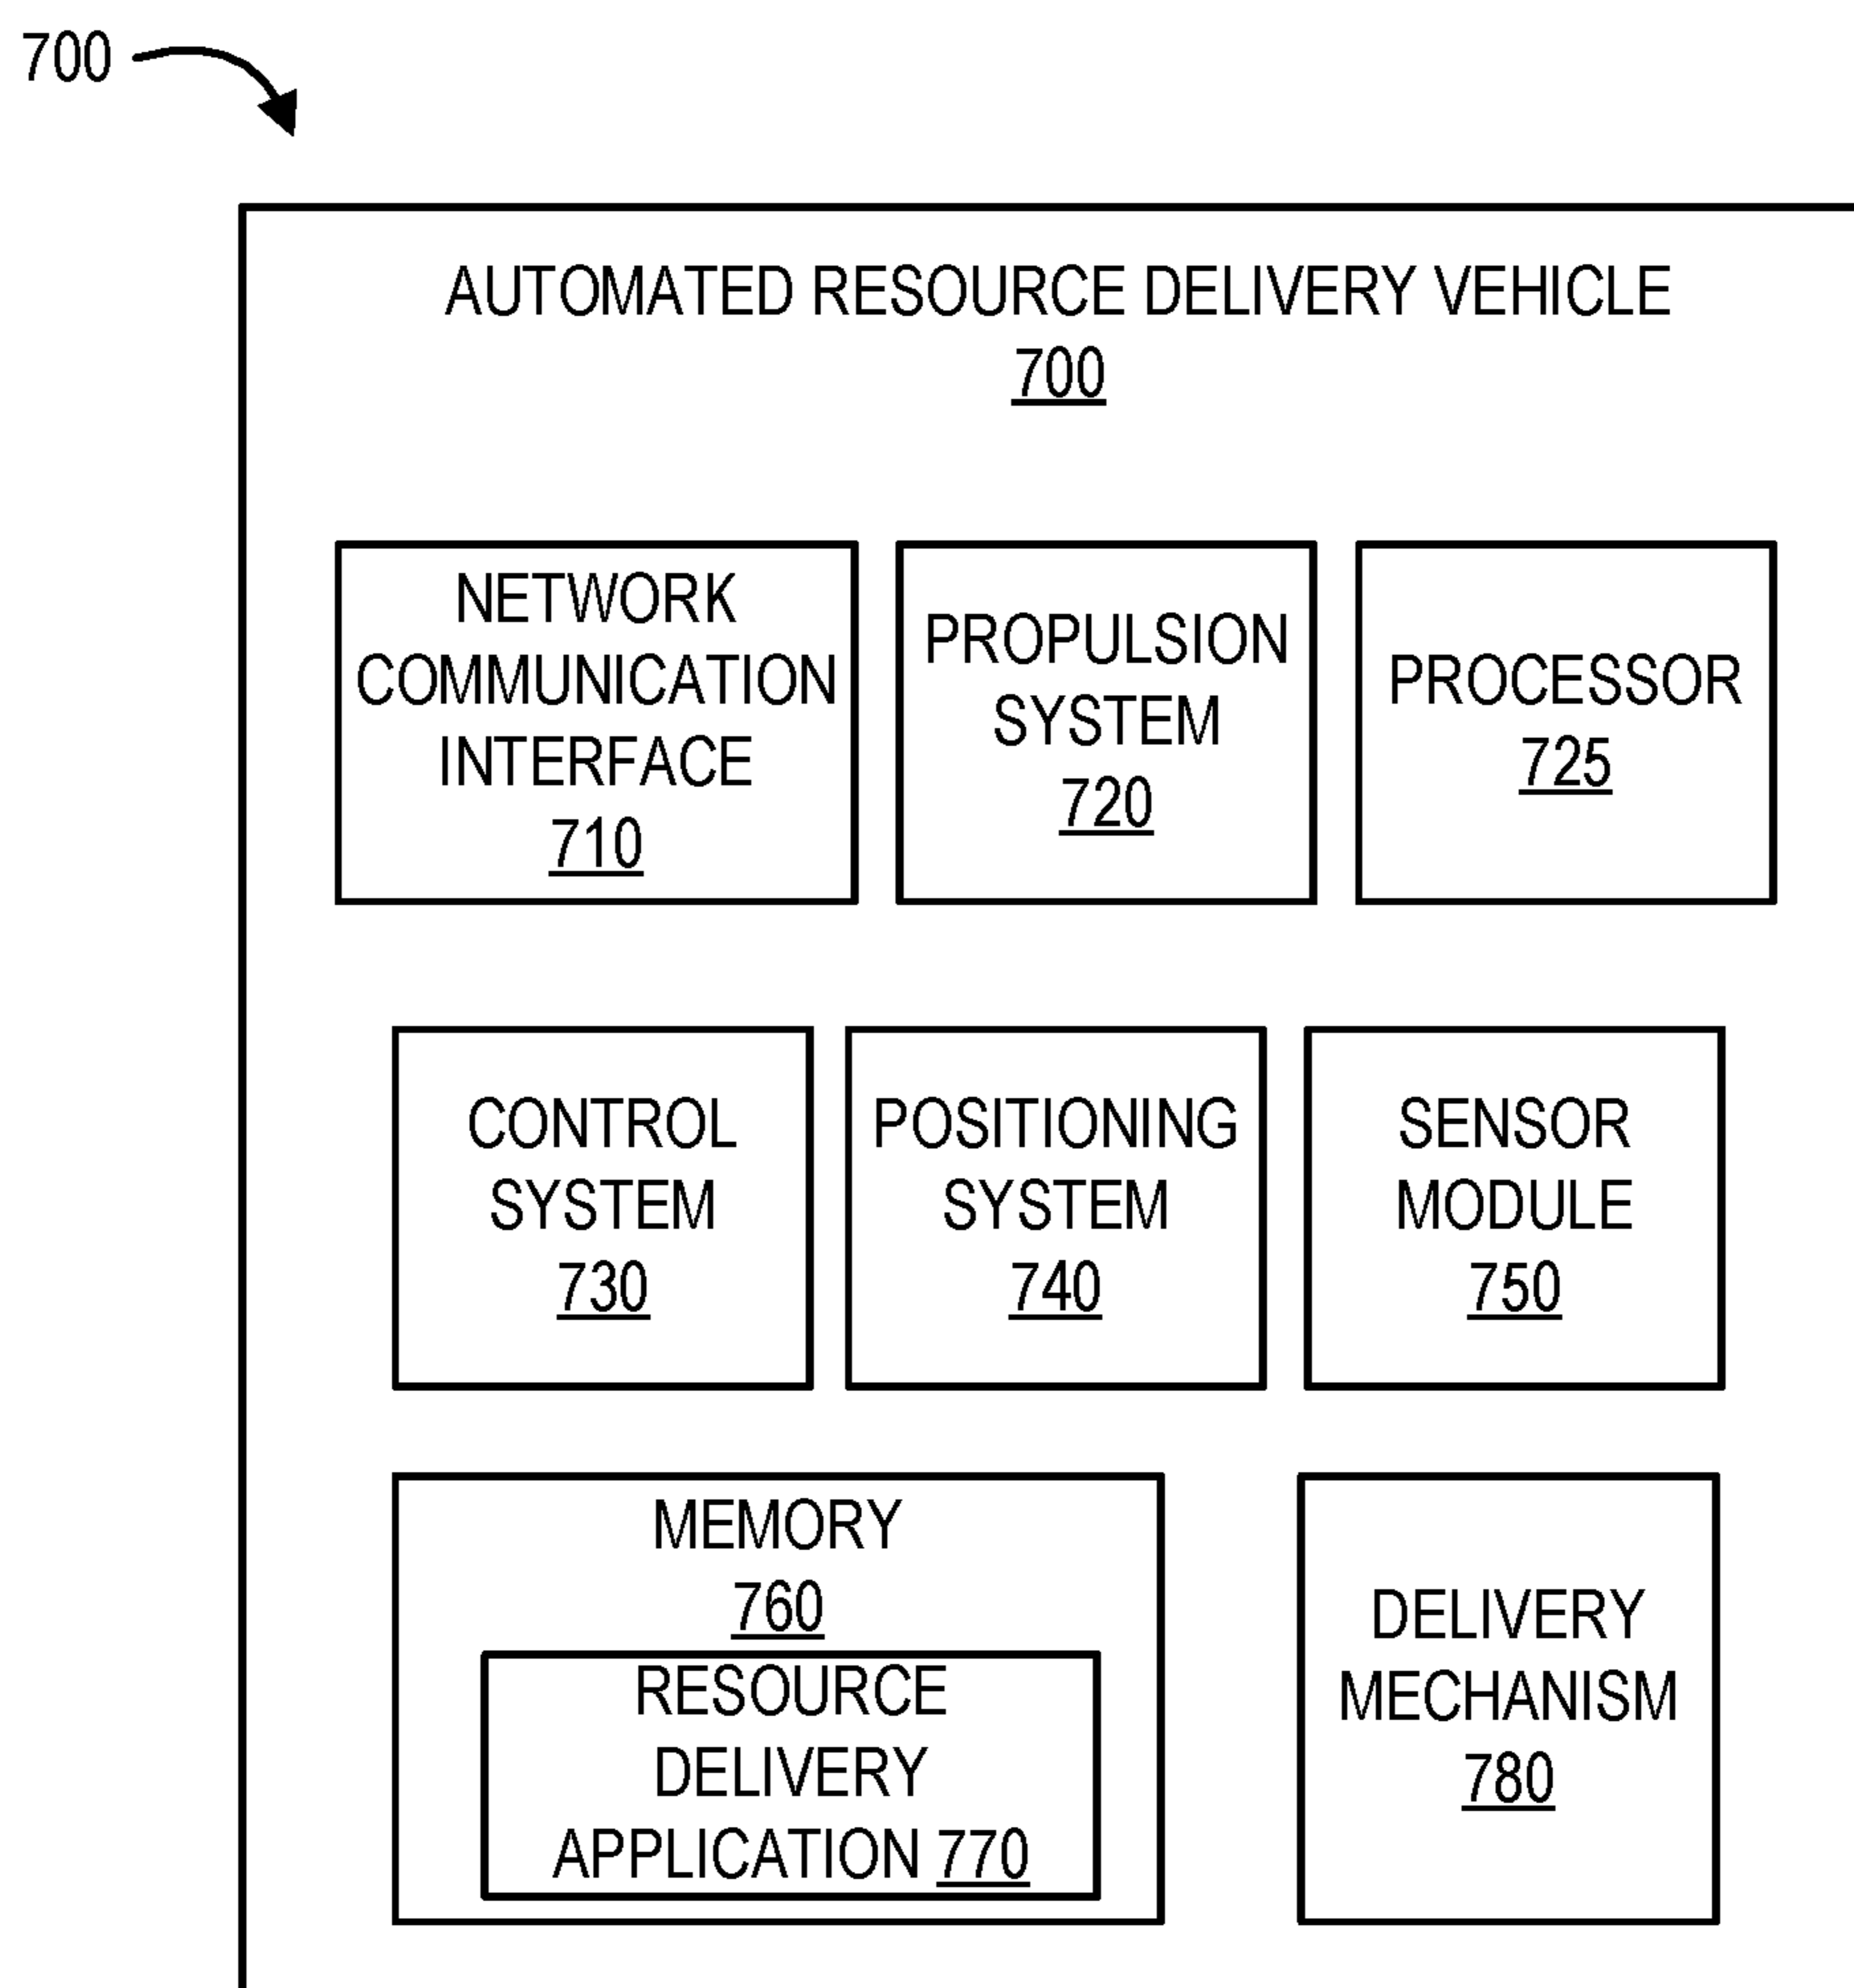 700
AUTOMATED RESOURCE DELIVERY VEHICLE
700
NETWORK
COMMUNICATION
INTERFACE
710
PROPULSION
SYSTEM
720
PROCESSOR
725
CONTROL
SYSTEM
730
POSITIONING
SYSTEM
740
SENSOR
MODULE
750
MEMORY
760
RESOURCE
DELIVERY
APPLICATION 770
DELIVERY
MECHANISM
780